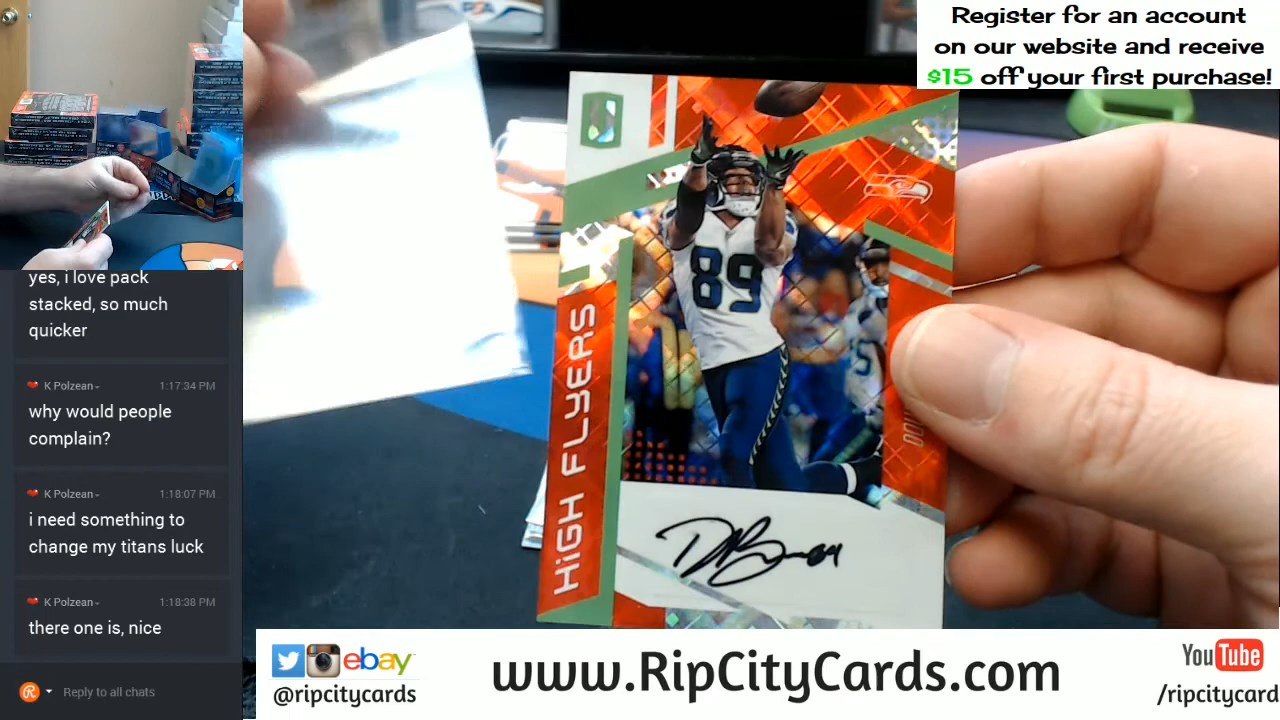 Register for an account
on our website and receive
$15 off your first purchase!
yes, i love pack
stacked, so much
quicker
K Polzean
1:17:34 PM
why would people
complain?
K Polzean
1:18:07 PM
i need something to
change my titans luck
K Polzean
1:18:38 PM
there one is, nice
Reply to all chats
HIGH FLYERS
89
DOU
ebay
@ripcitycards
www.RipCityCards.com
YouTube
/ripcitycard